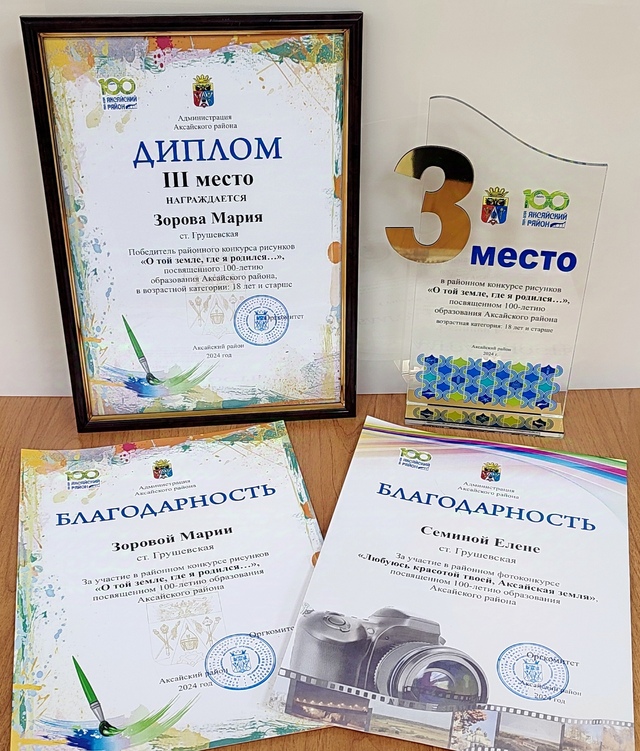 100
АКСАЙСКИЙ
РАЙОН
Администрация
Аксайского района
ДИПЛОМ
III место
НАГРАЖДАЕТСЯ
Зорова Мария
ст. Грушевская
Победитель районного конкурса рисунков
«О той земле, где я родился…»,
посвященного 100-летию
образования Аксайского района,
в возрастной категории: 18 лет и старше
Оргкомитет
Аксайский район
2024 год
3
100
АКСАЙСКИЙ
РАЙОН
место
в районном конкурсе рисунков
«О той земле, где я родился…»,
посвященном 100-летию
образования Аксайского района
возрастная категория: 18 лет и старше
Аксайский район
2024 г.
100
АКСАЙСКИЙ
РАЙОН
Администрация
Аксайского района
БЛАГОДАРНОСТЬ
Зоровой Марии
ст. Грушевская
За участие в районном конкурсе рисунков
«О той земле, где я родился…»,
посвященном 100-летию образования
Аксайского района
Оргкомитет
Аксайский район
2024 год
100
АКСАЙСКИЙ
РАЙОН
Администрация
Аксайского района
БЛАГОДАРНОСТЬ
Семиной Елене
ст. Грушевская
За участие в районном фотоконкурсе
«Любуюсь красотой твоей, Аксайская земля»,
посвященном 100-летию образования
Аксайского района
Оргкомитет
Аксайский район
2024 год